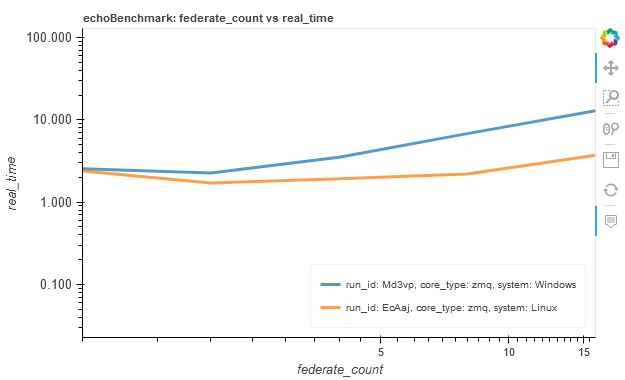 echoBenchmark: federate_count vs real_time
100.000
10.000
1.000
0.100
real_time
run_id: Md3vp, core_type: zmq, system: Windows
run_id: EcAaj, core_type: zmq, system: Linux
5
10
15
federate_count